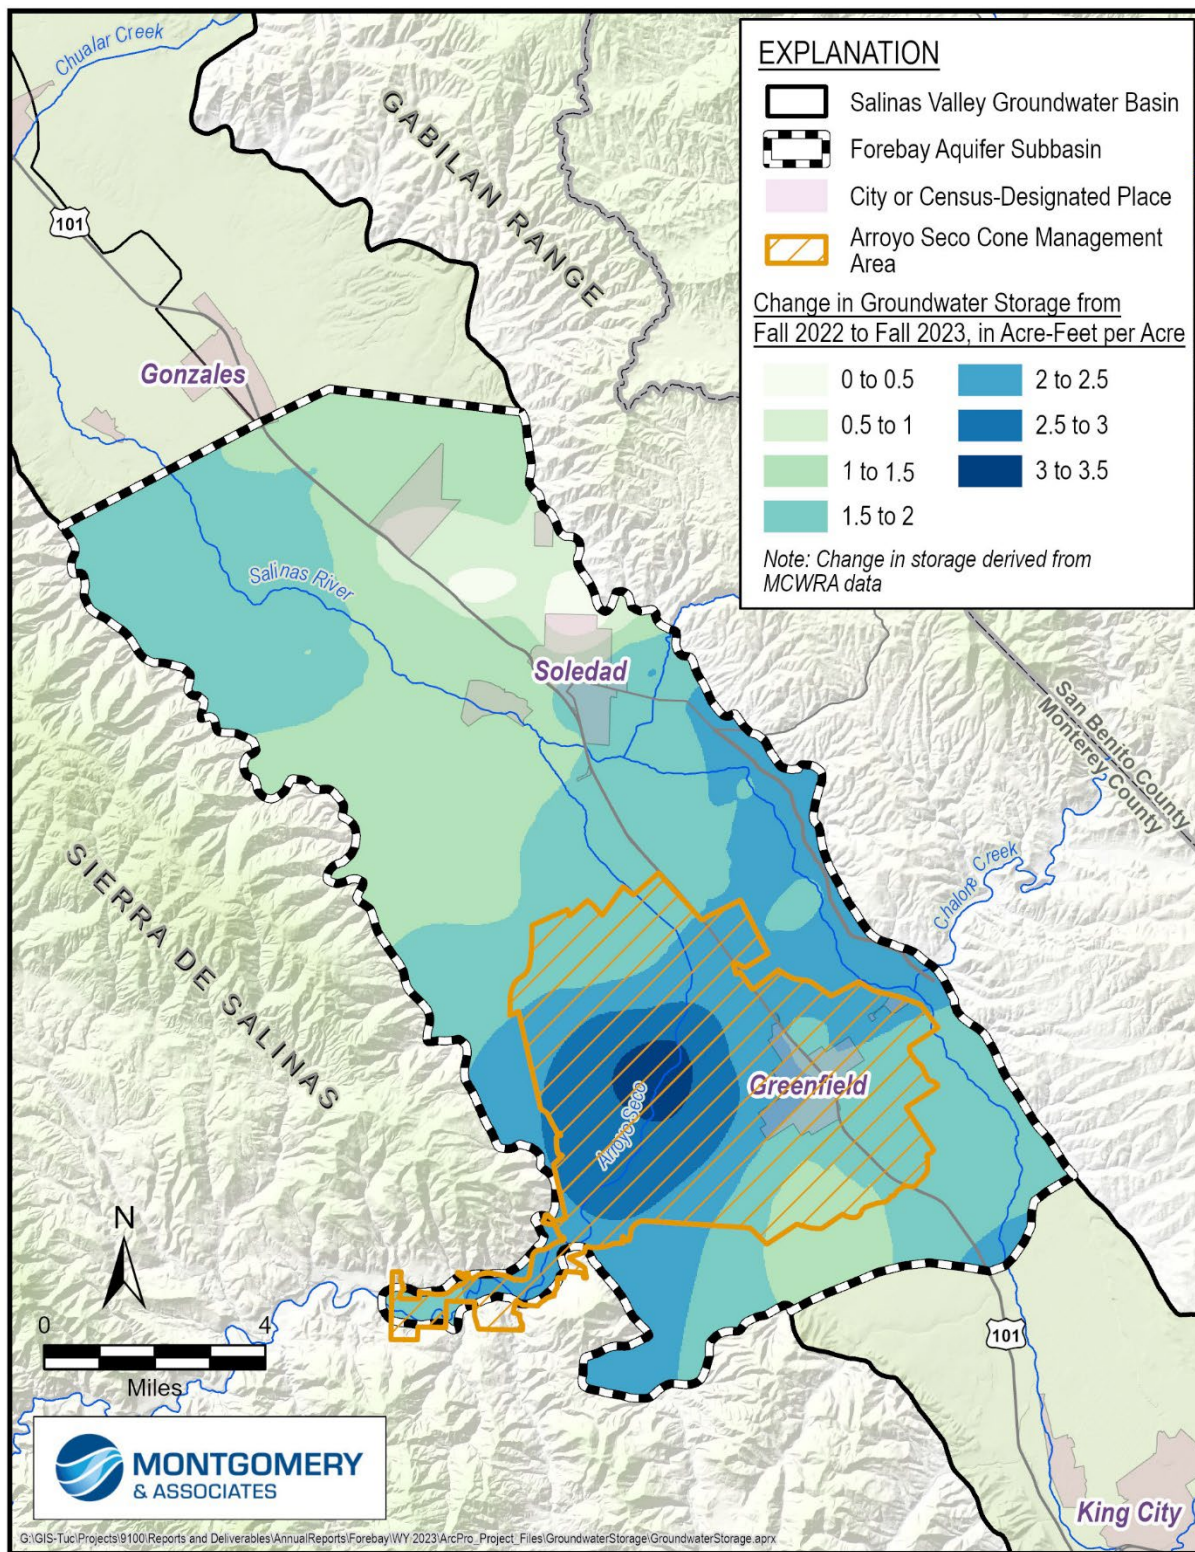 Chualar Creek
GABILAN RANGE
101
Gonzales
Salinas River
Soledad
San Benito County
Monterey County
Chalone Creek
SIERRA DE SALINAS
Greenfield
Arroyo Seco
101
King City
EXPLANATION
Salinas Valley Groundwater Basin
Forebay Aquifer Subbasin
City or Census-Designated Place
Arroyo Seco Cone Management
Area
Change in Groundwater Storage from
Fall 2022 to Fall 2023, in Acre-Feet per Acre
0 to 0.5
0.5 to 1
1 to 1.5
1.5 to 2
2 to 2.5
2.5 to 3
3 to 3.5
Note: Change in storage derived from
MCWRA data
N
0 4
Miles
MONTGOMERY
& ASSOCIATES
G:\GIS-Tuc\Projects\9100\Reports and Deliverables\AnnualReports\Forebay\WY 2023\ArcPro_Project_Files\GroundwaterStorage\GroundwaterStorage.aprx